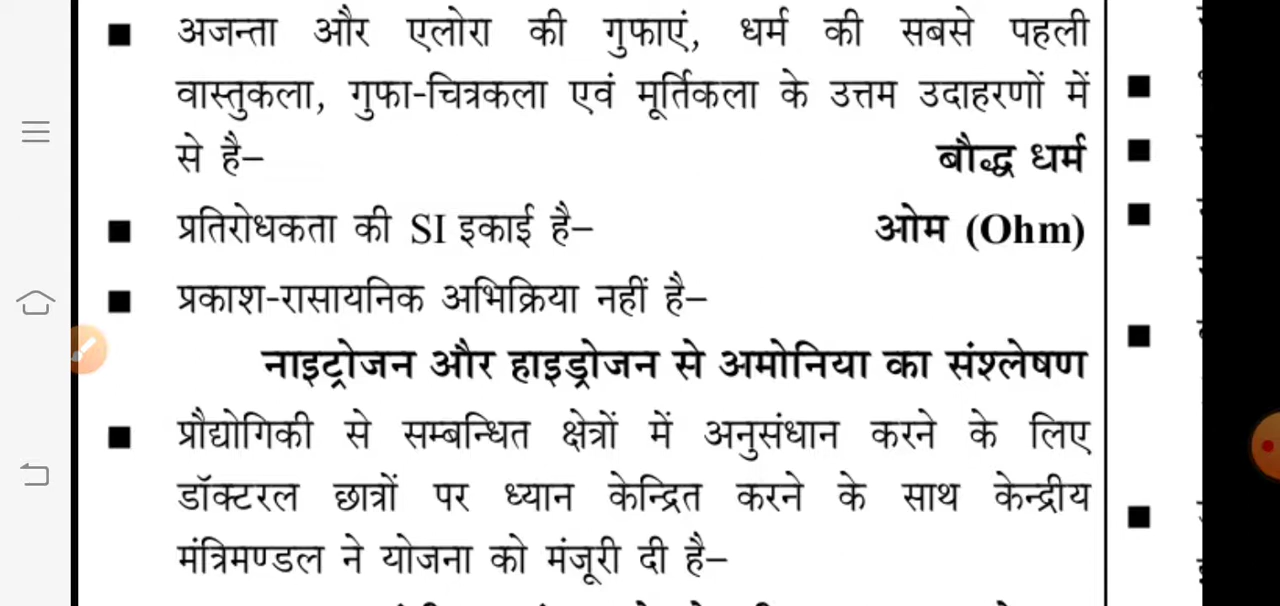 ■ अजन्ता और एलोरा की गुफाएं, धर्म की सबसे पहली
वास्तुकला, गुफा-चित्रकला एवं मूर्तिकला के उत्तम उदाहरणों में
से है– बौद्ध धर्म
■ प्रतिरोधकता की SI इकाई है– ओम (Ohm)
■ प्रकाश-रासायनिक अभिक्रिया नहीं है–
नाइट्रोजन और हाइड्रोजन से अमोनिया का संश्लेषण
■ प्रौद्योगिकी से सम्बन्धित क्षेत्रों में अनुसंधान करने के लिए
डॉक्टरल छात्रों पर ध्यान केन्द्रित करने के साथ केन्द्रीय
मंत्रिमण्डल ने योजना को मंजूरी दी है–